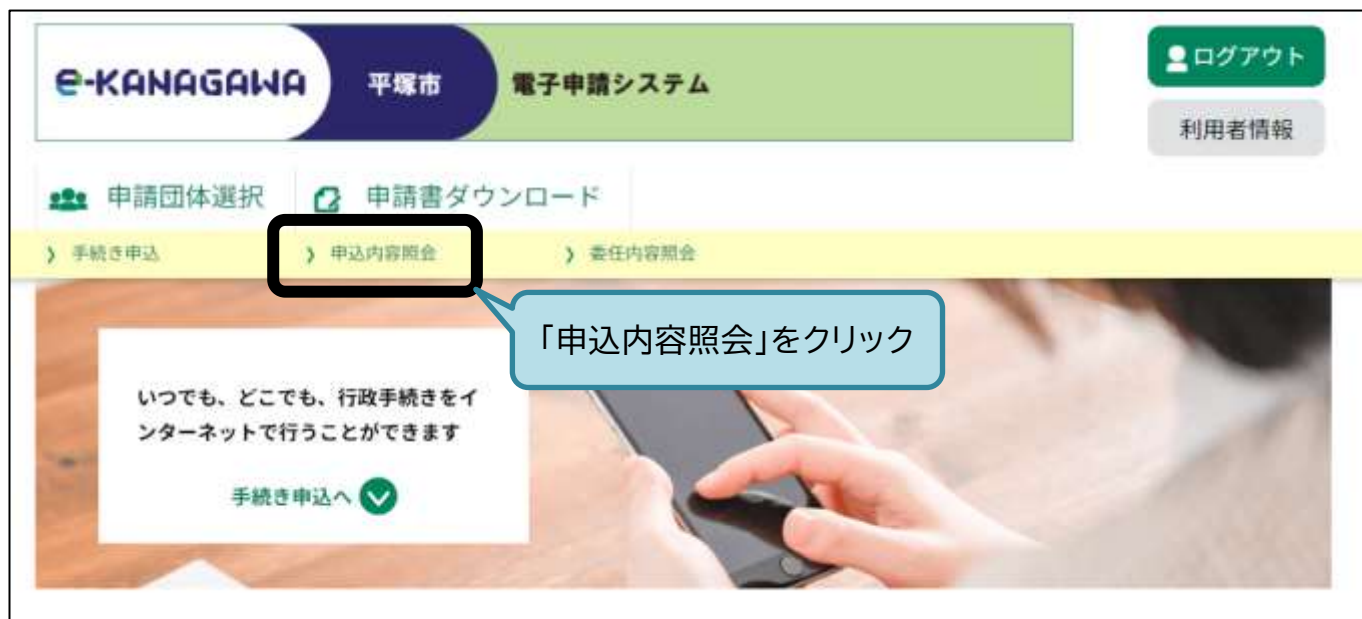 e-KANAGAWA 平塚市 電子申請システム
ログアウト
利用者情報
申請団体選択 申請書ダウンロード
手続き申込 申込内容照会 委任内容照会
「申込内容照会」をクリック
いつでも、どこでも、行政手続きをイ
ンターネットで行うことができます
手続き申込へ